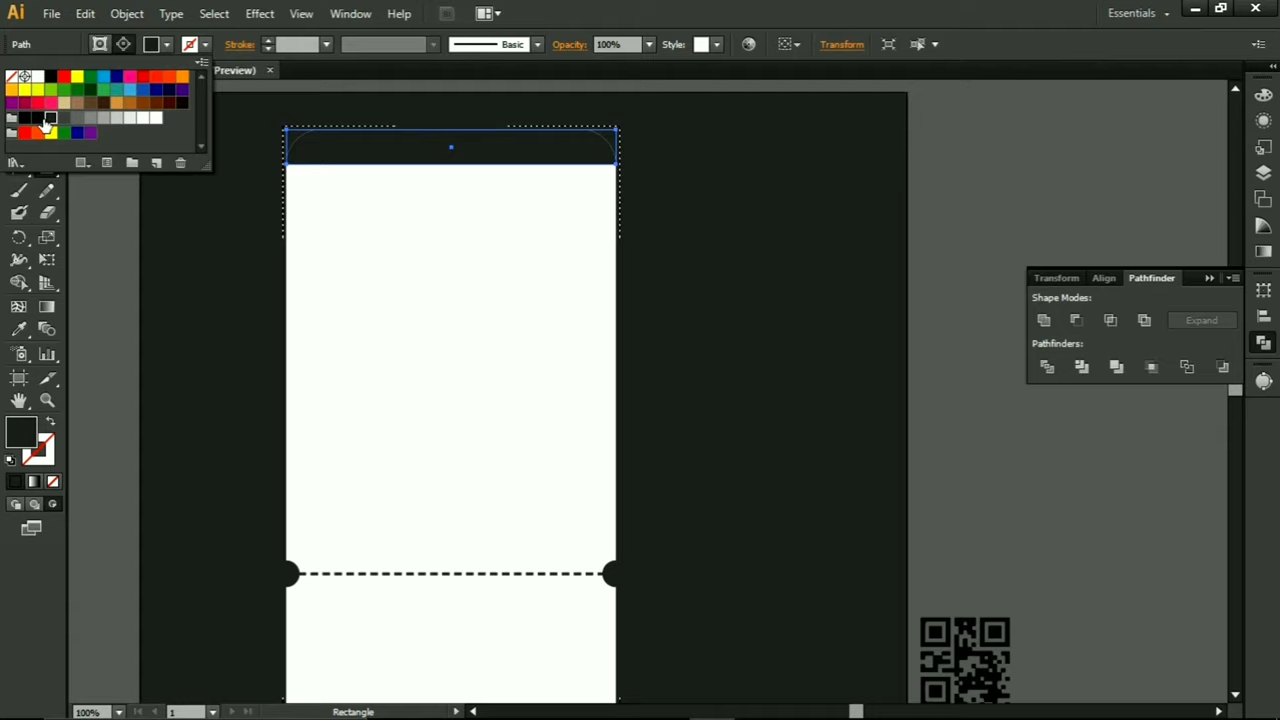 Ai File Edit Object Type Select Effect View Window Help Essentials
Path Stroke: Basic Opacity: 100% Style: Transform
Preview)
Transform Align Pathfinder
Shape Modes:
Expand
Pathfinders:
100% 1 Rectangle